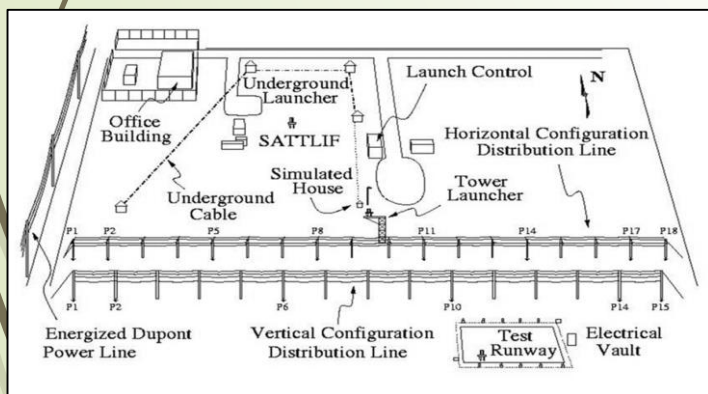 Launch Control
N
Underground
Launcher
Office
Building
SATTLIF
Horizontal Configuration
Distribution Line
Simulated
House
Tower
Launcher
Underground
Cable
P1 P2 P5 P8 P11 P14 P17 P18
P1 P2 P6 P10 P14 P15
Energized Dupont
Power Line
Vertical Configuration
Distribution Line
Test
Runway
Electrical
Vault